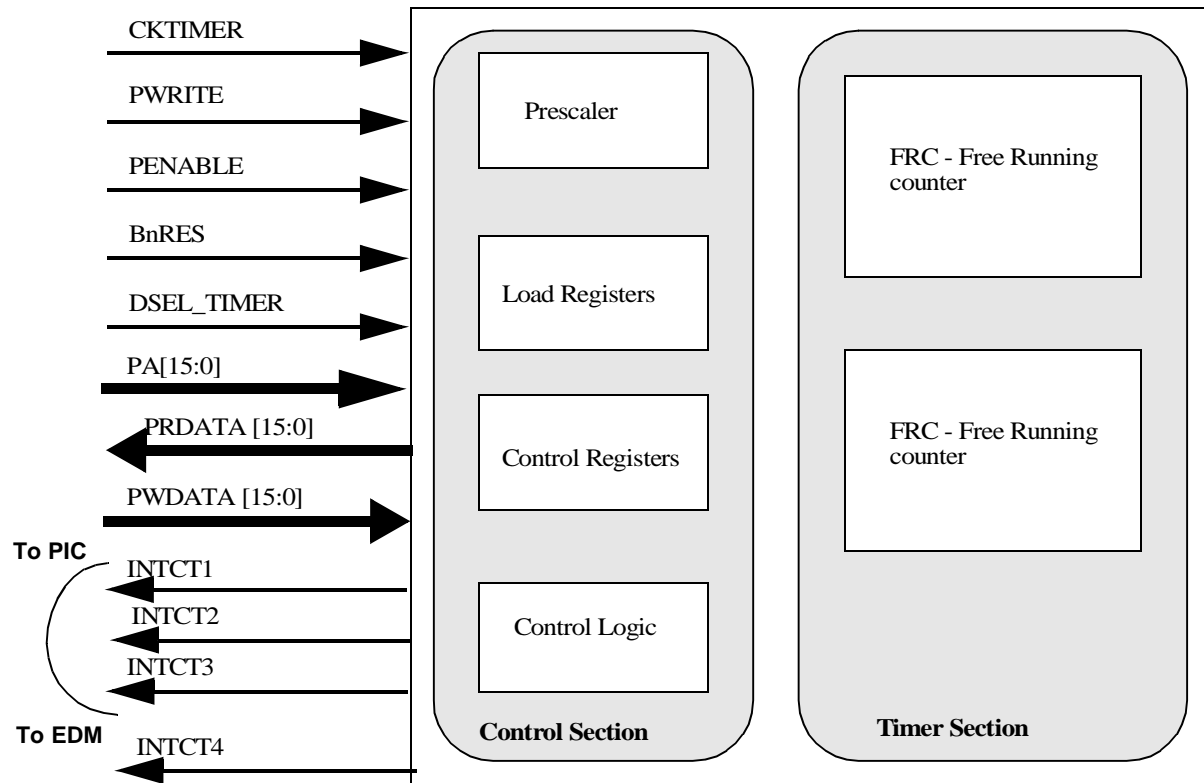 CKTIMER
PWRITE
PENABLE
BnRES
DSEL_TIMER
PA[15:0]
PRDATA [15:0]
PWDATA [15:0]
To PIC
INTCT1
INTCT2
INTCT3
To EDM
INTCT4
Prescaler
Load Registers
Control Registers
Control Logic
Control Section
FRC - Free Running
counter
FRC - Free Running
counter
Timer Section